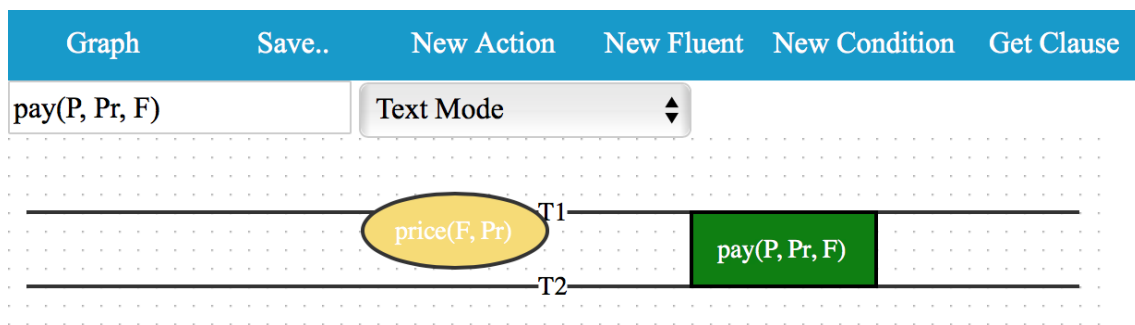 Graph Save.. New Action New Fluent New Condition Get Clause
pay(P, Pr, F) Text Mode
T1
price(F, Pr)
pay(P, Pr, F)
T2